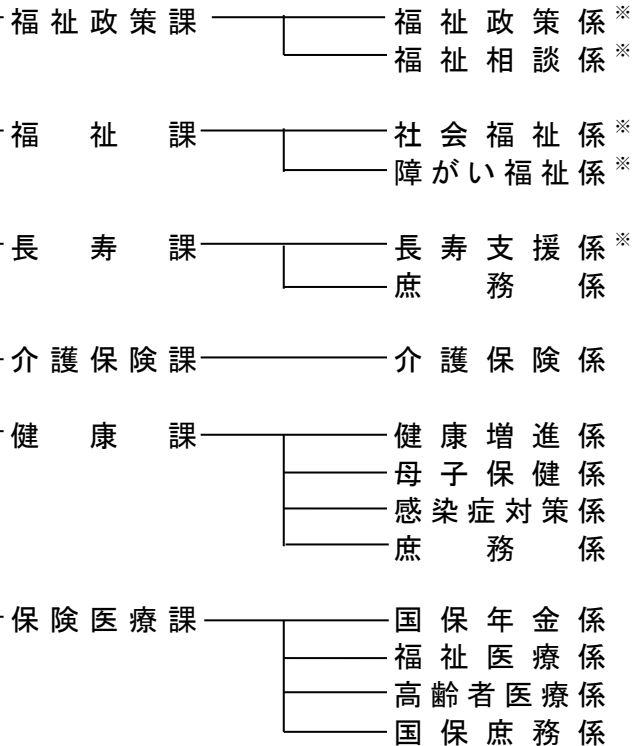 福祉政策課 福祉政策係※
福祉相談係※
福祉課 社会福祉係※
障がい福祉係※
長寿課 長寿支援係※
庶務係
介護保険課 介護保険係
健康課 健康増進係
母子保健係
感染症対策係
庶務係
保険医療課 国保年金係
福祉医療係
高齢者医療係
国保庶務係